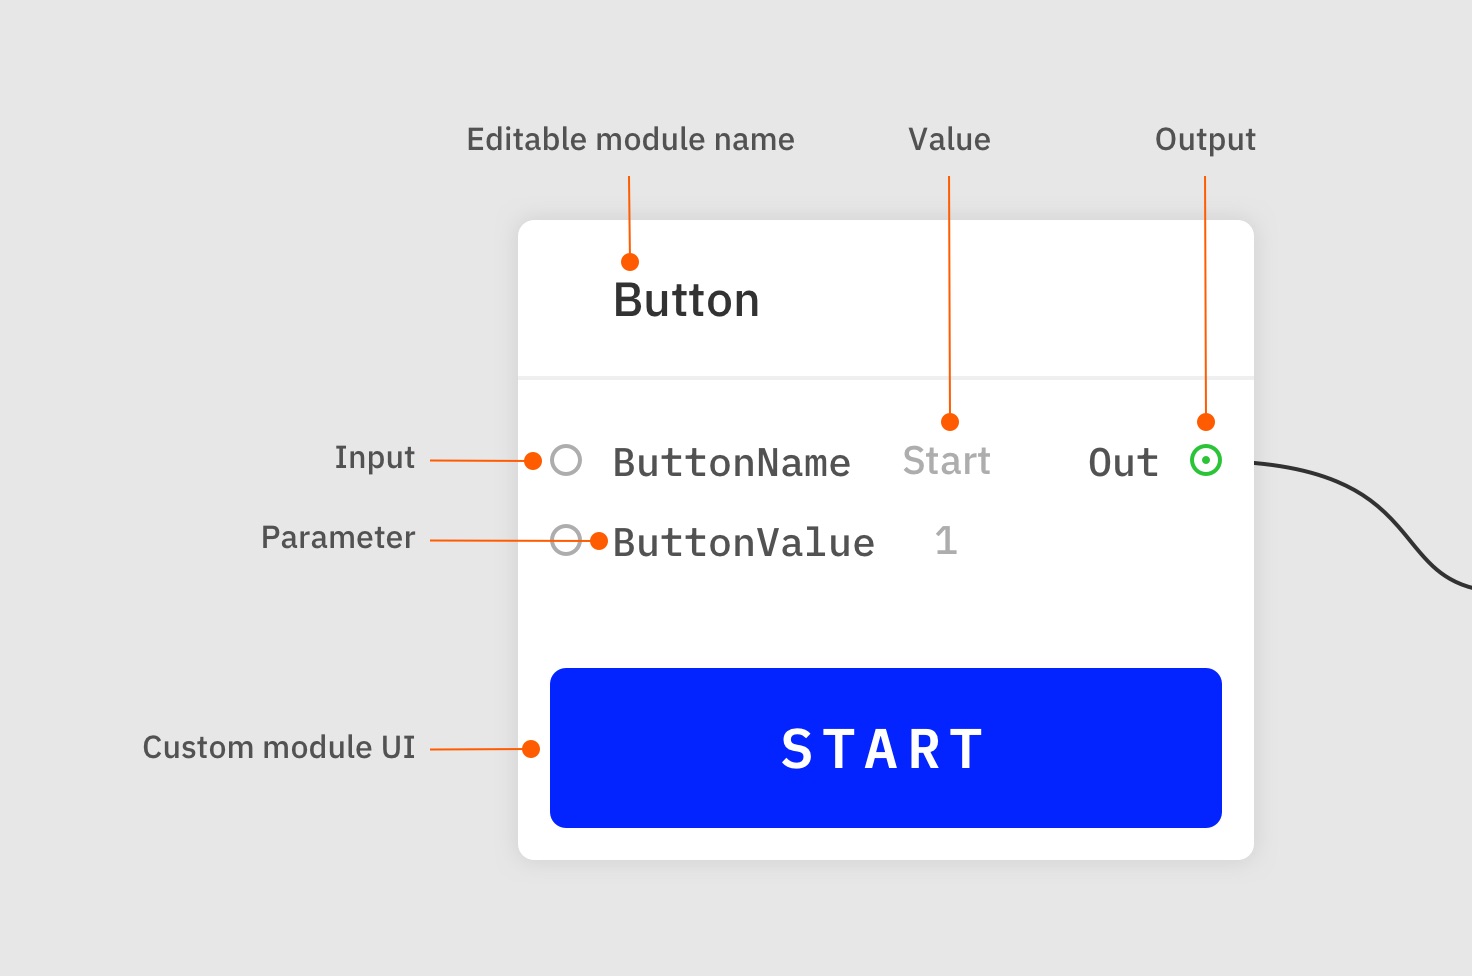 Editable module name
Value
Output
Button
Input
ButtonName
Start
Out
Parameter
ButtonValue
1
Custom module UI
START